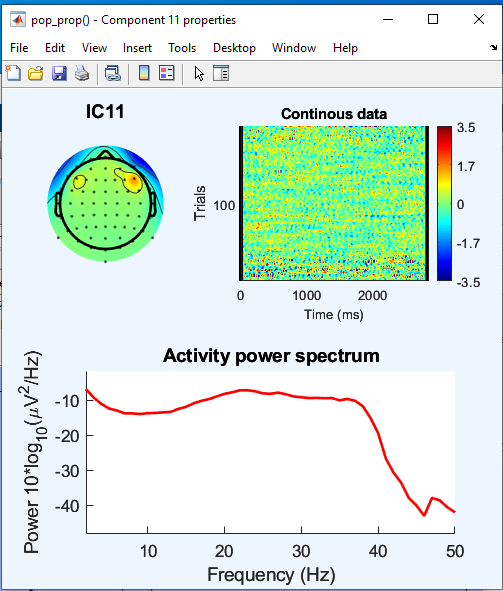 pop_prop() - Component 11 properties
File Edit View Insert Tools Desktop Window Help
IC11
Continous data
Trials
100
0 1000 2000
Time (ms)
3.5
1.7
0
-1.7
-3.5
Activity power spectrum
Power 10*log10(μV2/Hz)
-10
-20
-30
-40
10 20 30 40 50
Frequency (Hz)